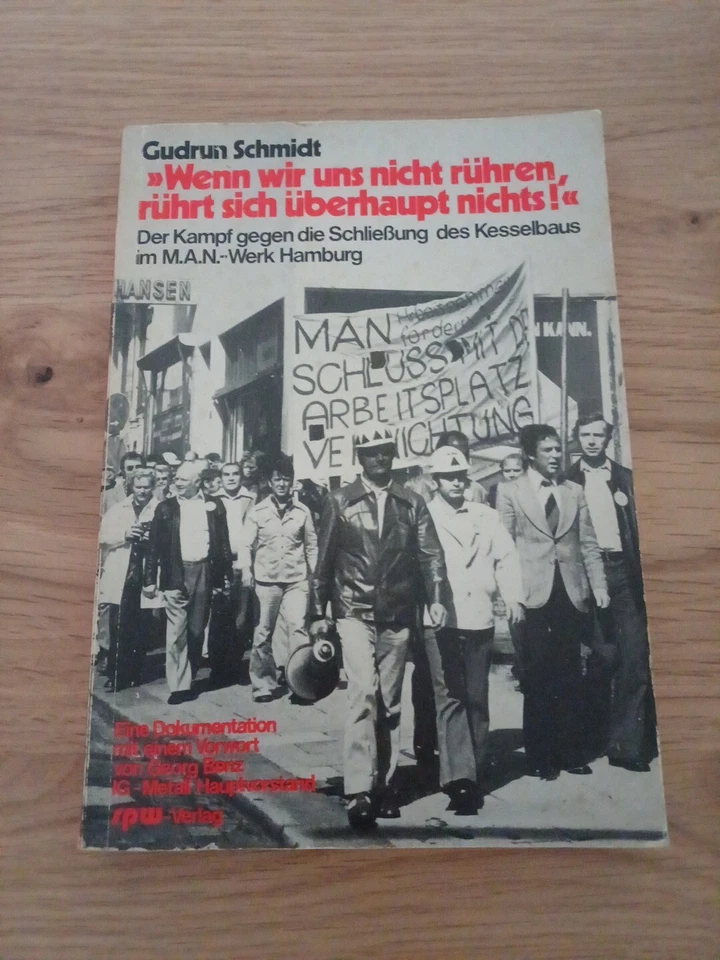 Gudrun Schmidt
»Wenn wir uns nicht rühren,
rührt sich überhaupt nichts!«
Der Kampf gegen die Schließung des Kesselbaus
im M.A.N.-Werk Hamburg
HANSEN
MAN
fordern
KANN.
SCHLUSS MIT
ARBEITSPLATZ
VERNICHTUNG
Eine Dokumentation
mit einem Vorwort
von Georg Benz
IG-Metall Hauptvorstand
spw-Verlag